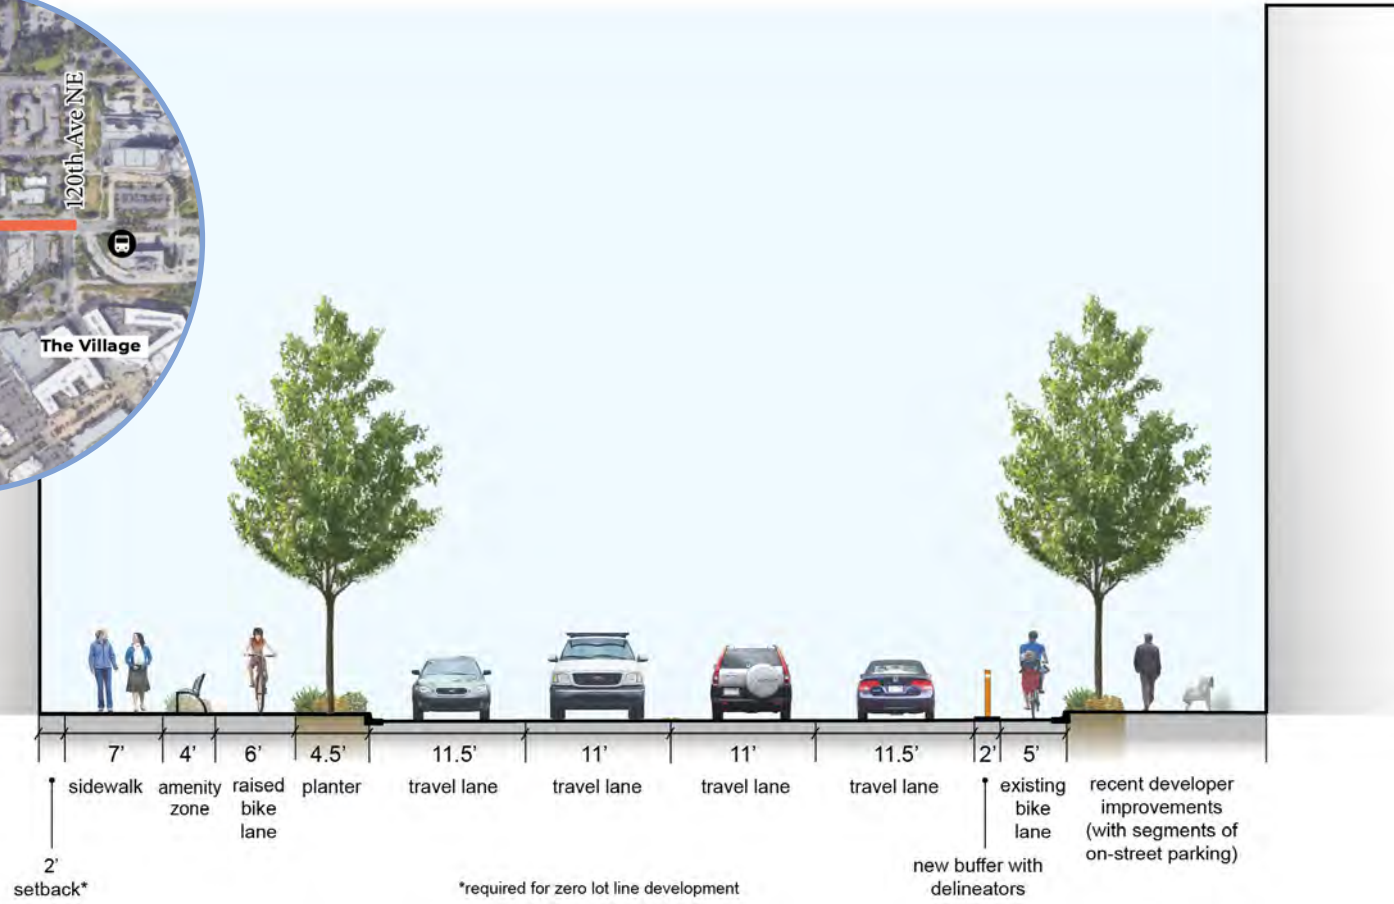 120th Ave NE
The Village
7’
4’
6’
4.5’
11.5’
11’
11’
11.5’
2’
5’
sidewalk
amenity
zone
raised
bike
lane
planter
travel lane
travel lane
travel lane
travel lane
existing
bike
lane
recent developer
improvements
(with segments of
on-street parking)
2’
setback*
*required for zero lot line development
new buffer with
delineators